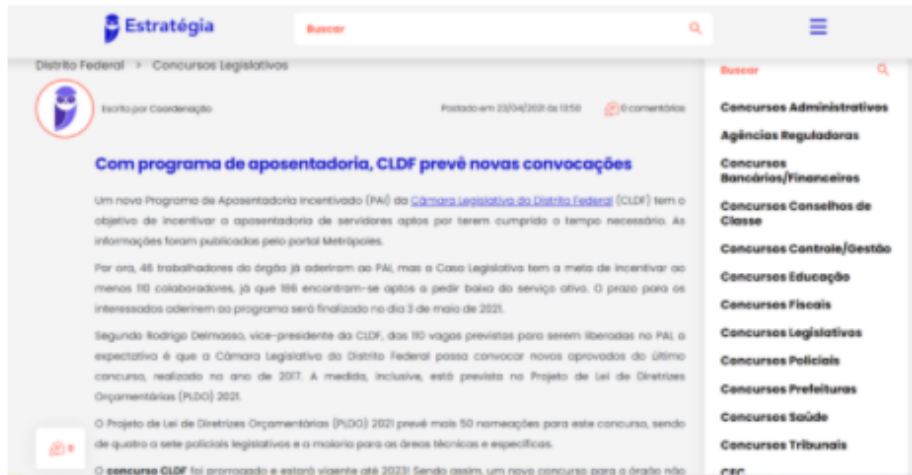 Estratégia
Buscar
Distrito Federal > Concursos Legislativos
Escrito por Coordenação
Postado em 23/04/2021 às 13:50
0 comentários
Com programa de aposentadoria, CLDF prevê novas convocações
Um novo Programa de Aposentadoria Incentivado (PAI) da Câmara Legislativa do Distrito Federal (CLDF) tem o
objetivo de incentivar a aposentadoria de servidores aptos por terem cumprido o tempo necessário. As
informações foram publicadas pelo portal Metrópoles.
Por ora, 46 trabalhadores do órgão já aderiram ao PAI, mas a Casa Legislativa tem a meta de incentivar ao
menos 110 colaboradores, já que 186 encontram-se aptos a pedir baixa do serviço ativo. O prazo para os
interessados aderirem ao programa será finalizado no dia 3 de maio de 2021.
Segundo Rodrigo Delmasso, vice-presidente da CLDF, das 110 vagas previstas para serem liberadas no PAI, a
expectativa é que a Câmara Legislativa do Distrito Federal possa convocar novos aprovados do último
concurso, realizado no ano de 2017. A medida, inclusive, está prevista no Projeto de Lei de Diretrizes
Orçamentárias (PLDO) 2021.
O Projeto de Lei de Diretrizes Orçamentárias (PLDO) 2021 prevê mais 50 nomeações para este concurso, sendo
de quatro a sete policiais legislativos e a maioria para as áreas técnicas e específicas.
O concurso CLDF foi prorrogado e estará vigente até 2023! Sendo assim, um novo concurso para o órgão não
0
Buscar
Concursos Administrativos
Agências Reguladoras
Concursos
Bancários/Financeiros
Concursos Conselhos de
Classe
Concursos Controle/Gestão
Concursos Educação
Concursos Fiscais
Concursos Legislativos
Concursos Policiais
Concursos Prefeituras
Concursos Saúde
Concursos Tribunais
CFC